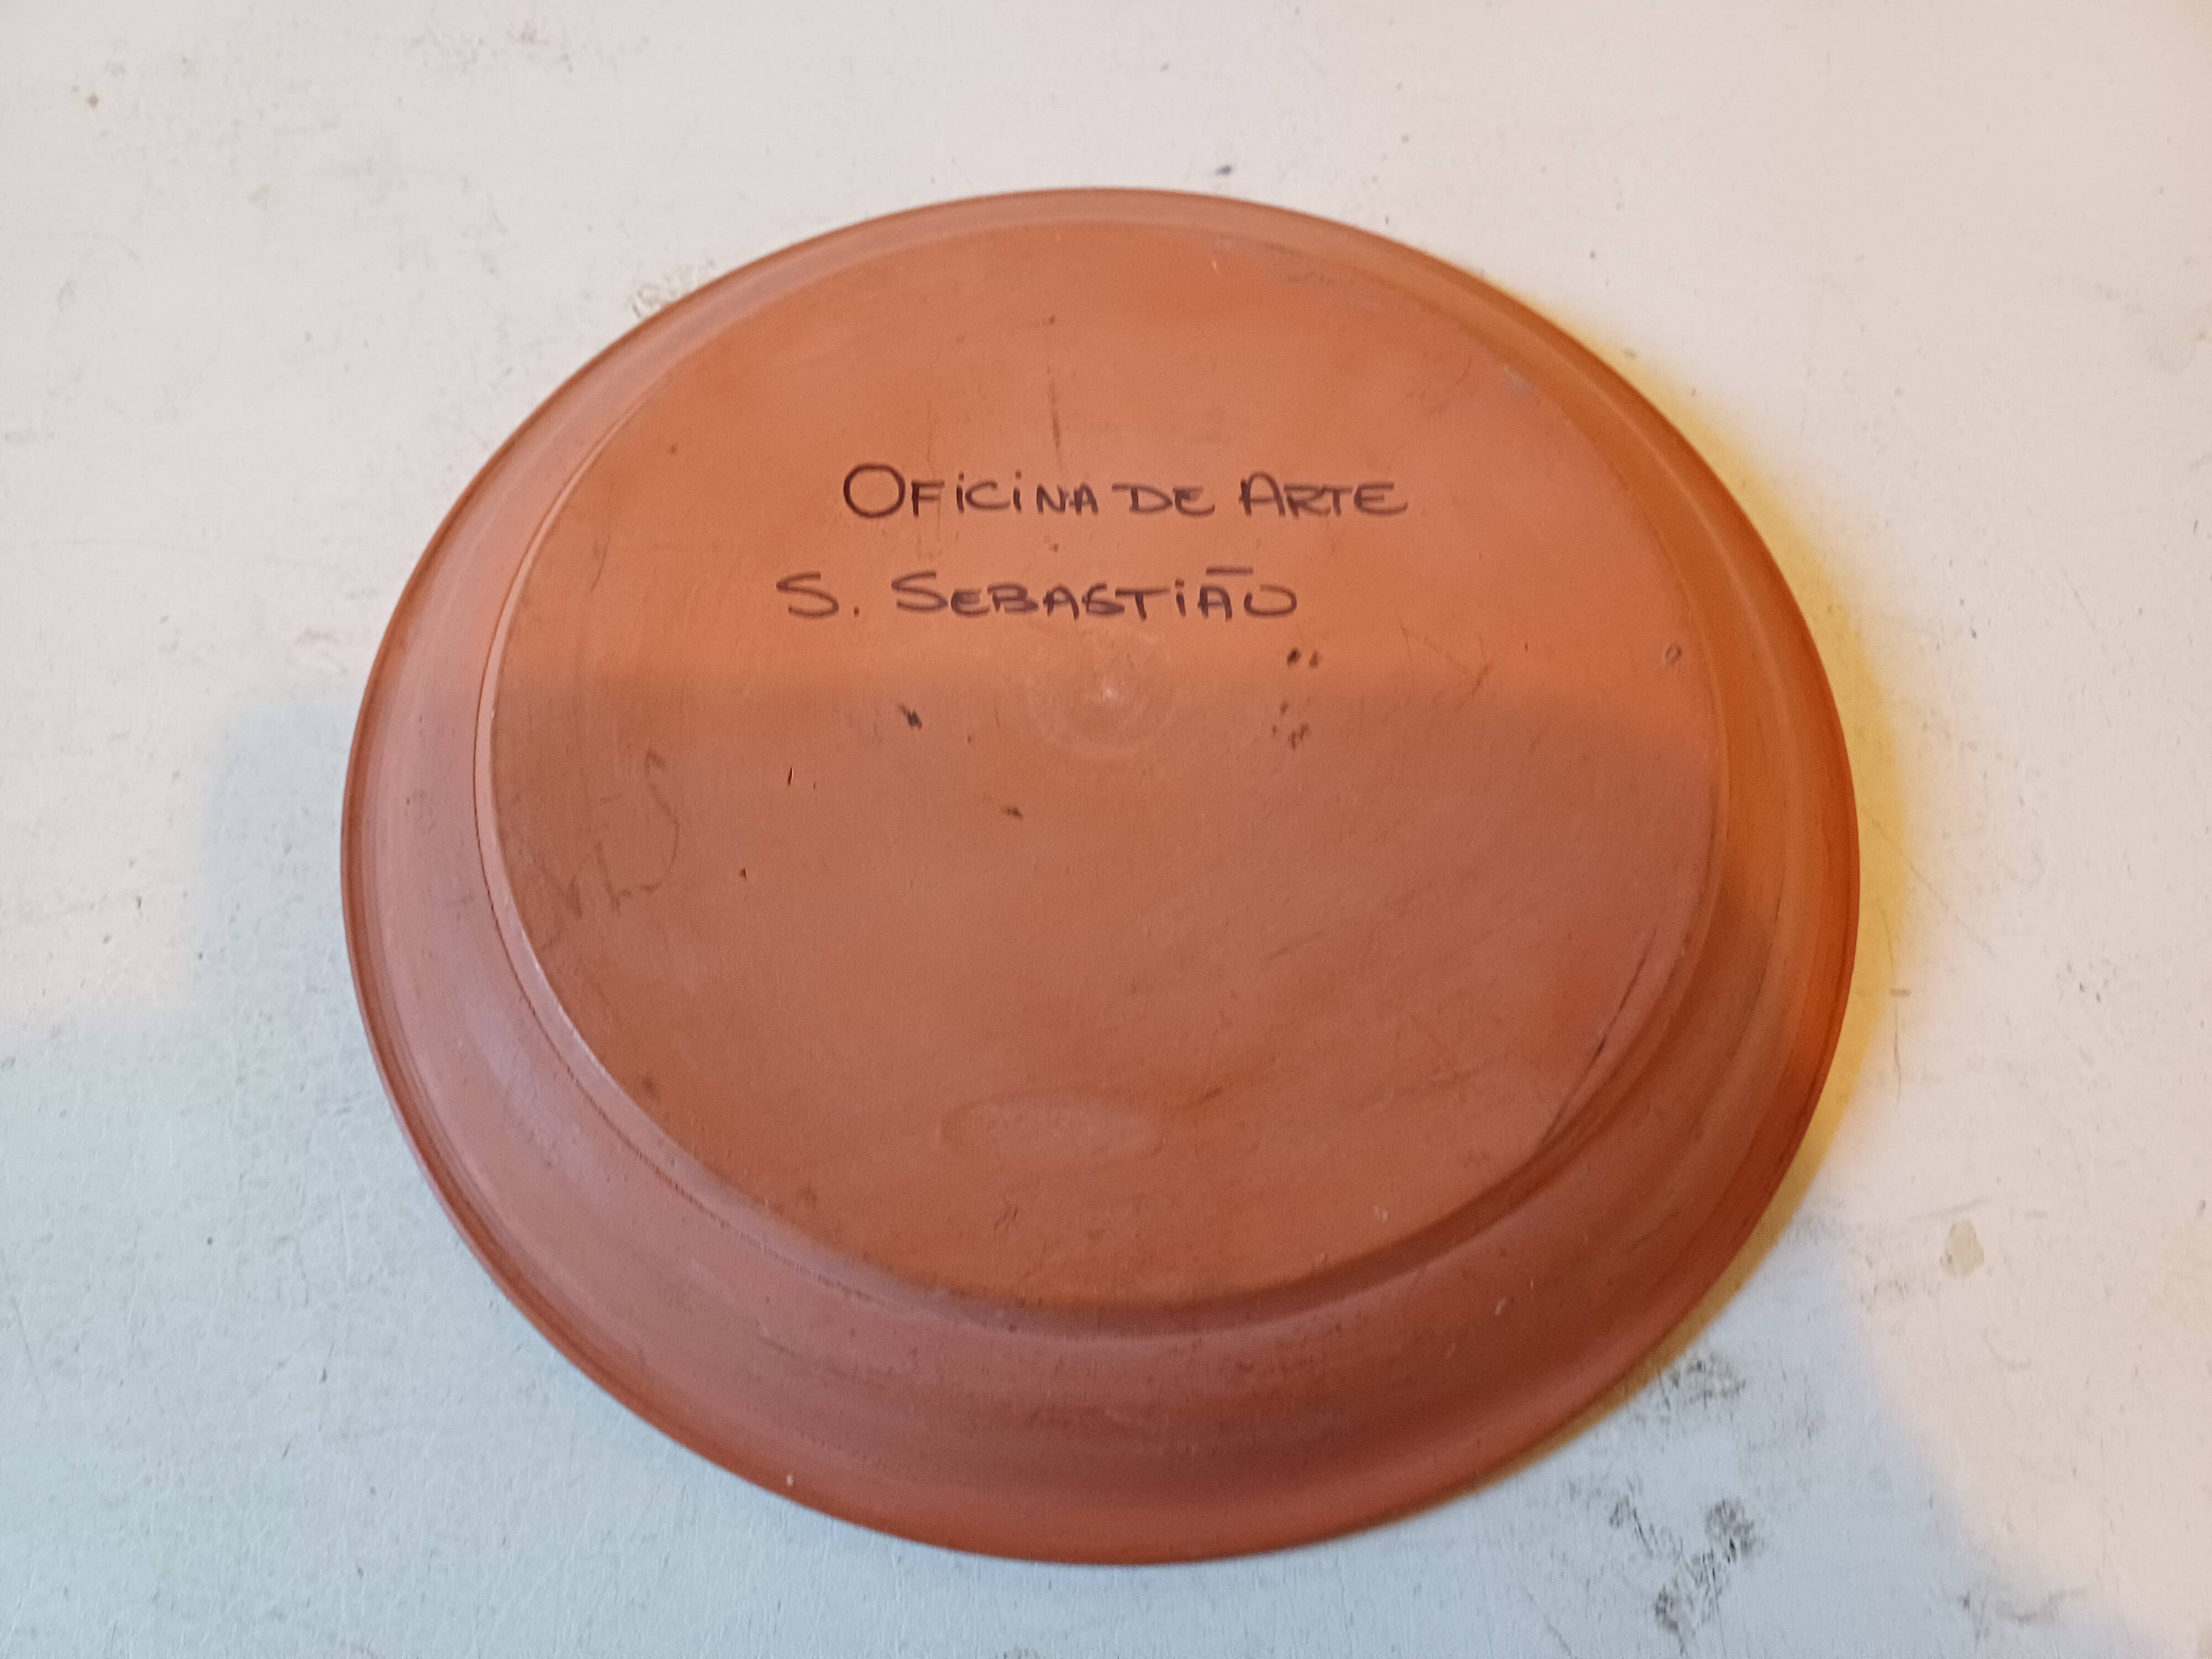 Oficina de Arte
S. Sebastião